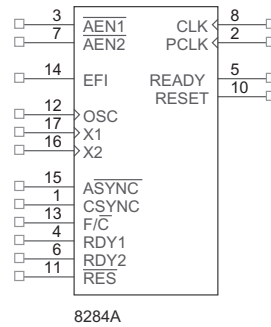 3 AEN1 CLK 8
7 AEN2 PCLK 2
14 EFI READY 5
RESET 10
12 OSC
17 X1
16 X2
15 ASYNC
1 CSYNC
13 F/C
4 RDY1
6 RDY2
11 RES
8284A